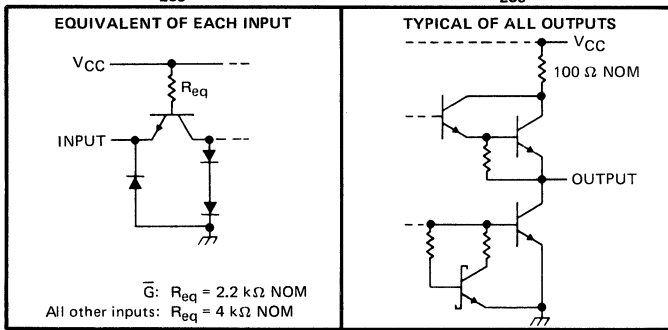 EQUIVALENT OF EACH INPUT
VCC
Req
INPUT
G̅: Req = 2.2 kΩ NOM
All other inputs: Req = 4 kΩ NOM
TYPICAL OF ALL OUTPUTS
VCC
100 Ω NOM
OUTPUT